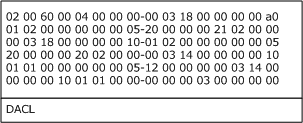 02 00 60 00 04 00 00 00-00 03 18 00 00 00 00 a0
01 02 00 00 00 00 00 05-20 00 00 00 21 02 00 00
00 03 18 00 00 00 00 10-01 02 00 00 00 00 00 05
20 00 00 00 20 02 00 00-00 03 14 00 00 00 00 10
01 01 00 00 00 00 00 05-12 00 00 00 00 03 14 00
00 00 00 10 01 01 00 00-00 00 00 03 00 00 00 00
DACL